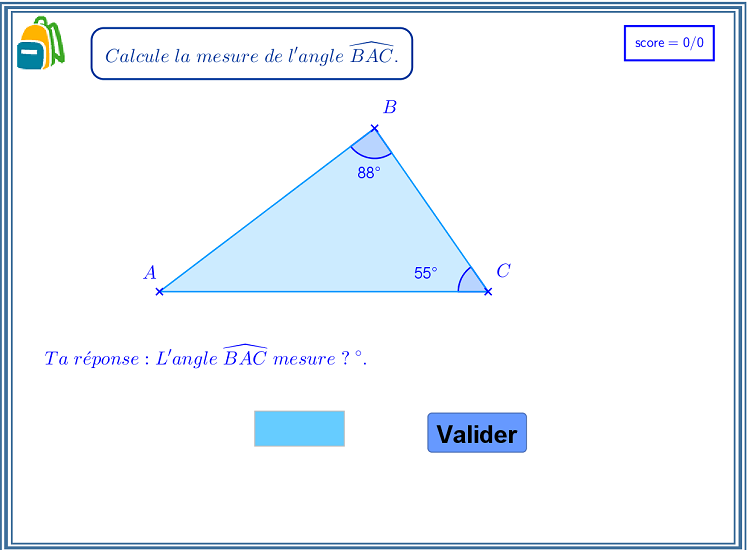 Calcule la mesure de l'angle $\widehat{BAC}$.
score = 0/0
B
88°
A
55°
C
Ta réponse : L'angle $\widehat{BAC}$ mesure ? °.
Valider